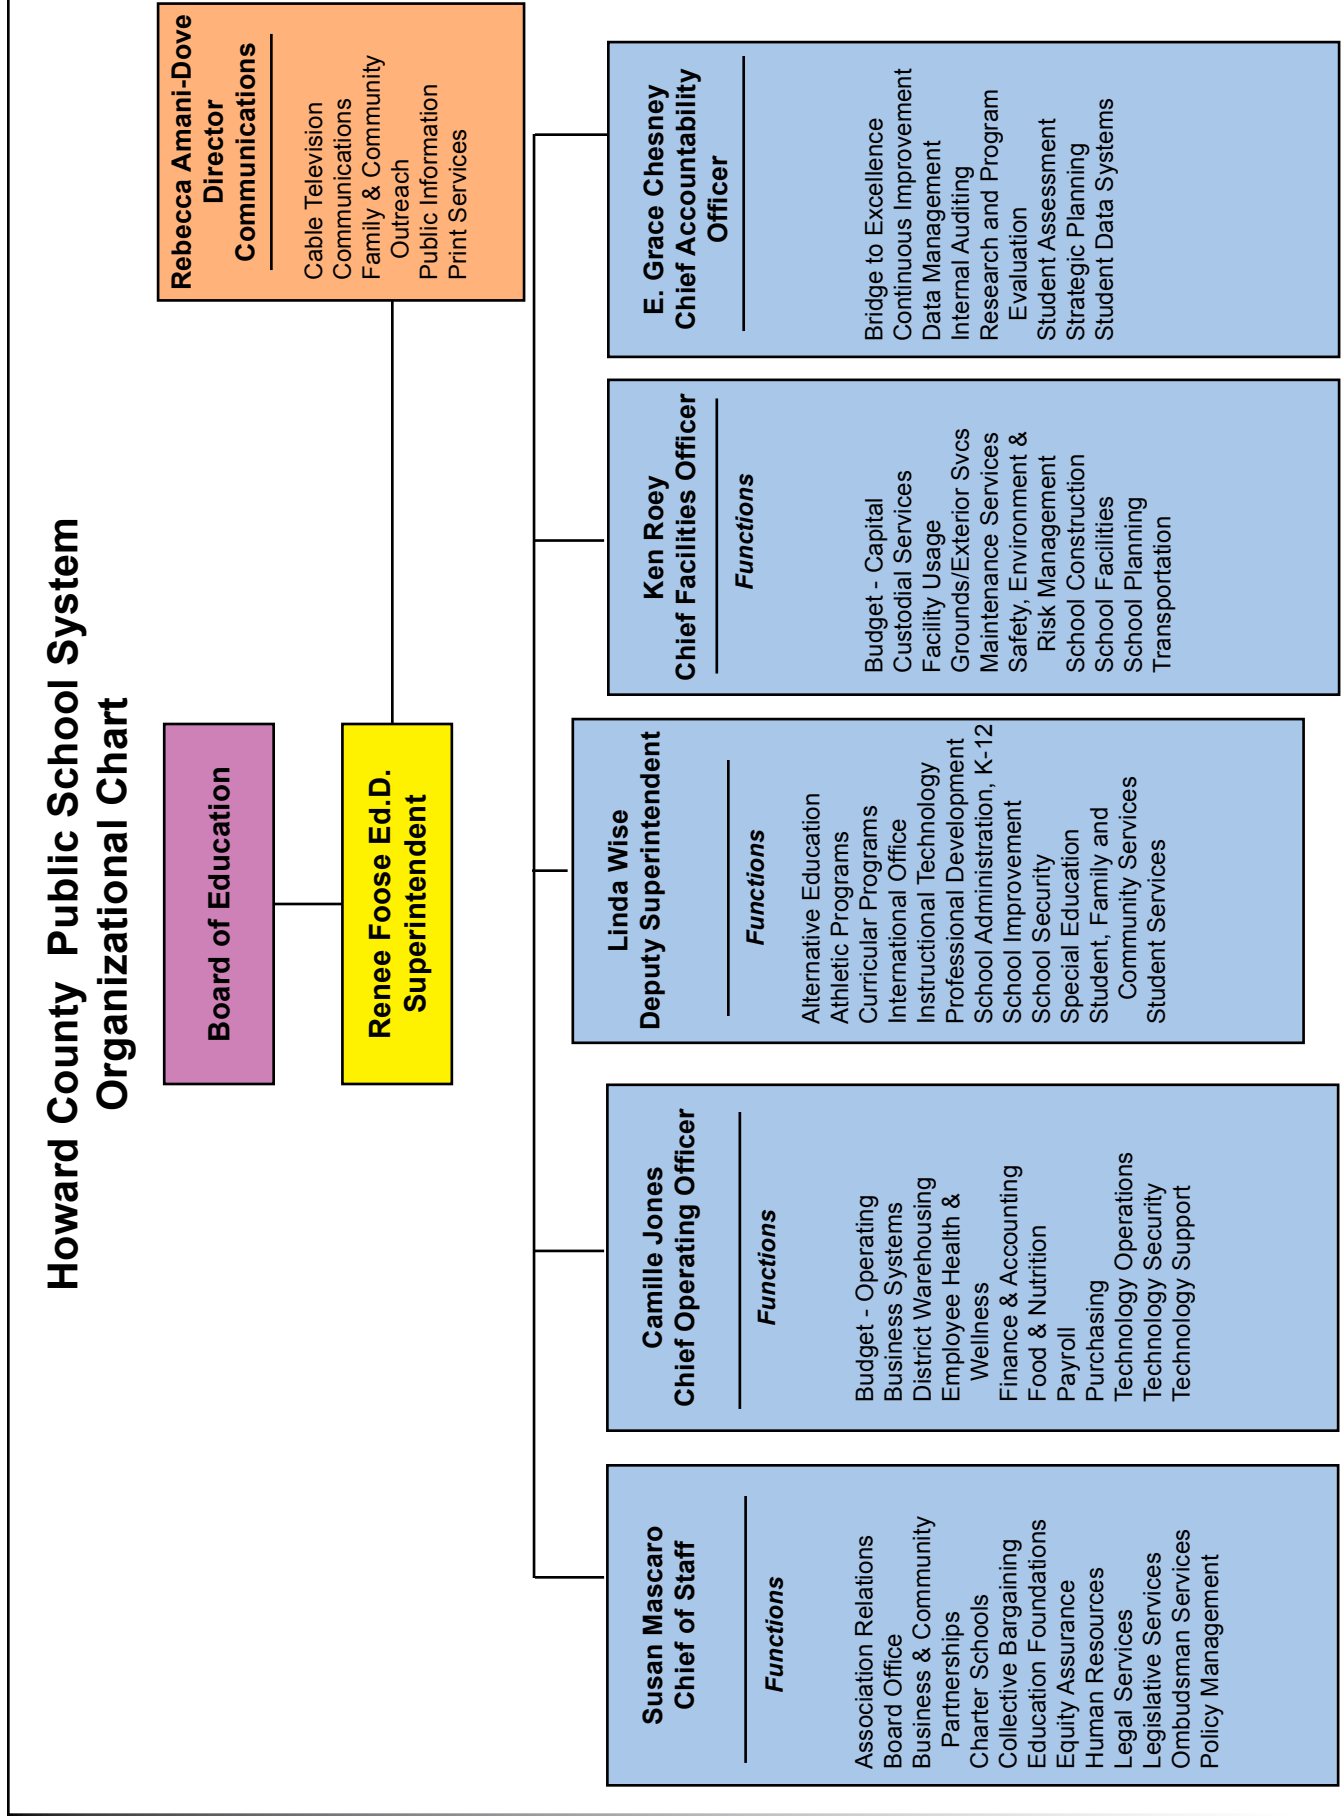 Howard County  Public School System
Organizational Chart
Board of Education
Renee Foose Ed.D.
Superintendent
Rebecca Amani-Dove
Director
Communications
Cable Television
Communications
Family & Community
Outreach
Public Information
Print Services
Susan Mascaro
Chief of Staff
Functions
Association Relations
Board Office
Business & Community
Partnerships
Charter Schools
Collective Bargaining
Education Foundations
Equity Assurance
Human Resources
Legal Services
Legislative Services
Ombudsman Services
Policy Management
Camille Jones
Chief Operating Officer
Functions
Budget - Operating
Business Systems
District Warehousing
Employee Health &
Wellness
Finance & Accounting
Food & Nutrition
Payroll
Purchasing
Technology Operations
Technology Security
Technology Support
Linda Wise
Deputy Superintendent
Functions
Alternative Education
Athletic Programs
Curricular Programs
International Office
Instructional Technology
Professional Development
School Administration, K-12
School Improvement
School Security
Special Education
Student, Family and
Community Services
Student Services
Ken Roey
Chief Facilities Officer
Functions
Budget - Capital
Custodial Services
Facility Usage
Grounds/Exterior Svcs
Maintenance Services
Safety, Environment &
Risk Management
School Construction
School Facilities
School Planning
Transportation
E. Grace Chesney
Chief Accountability
Officer
Bridge to Excellence
Continuous Improvement
Data Management
Internal Auditing
Research and Program
Evaluation
Student Assessment
Strategic Planning
Student Data Systems